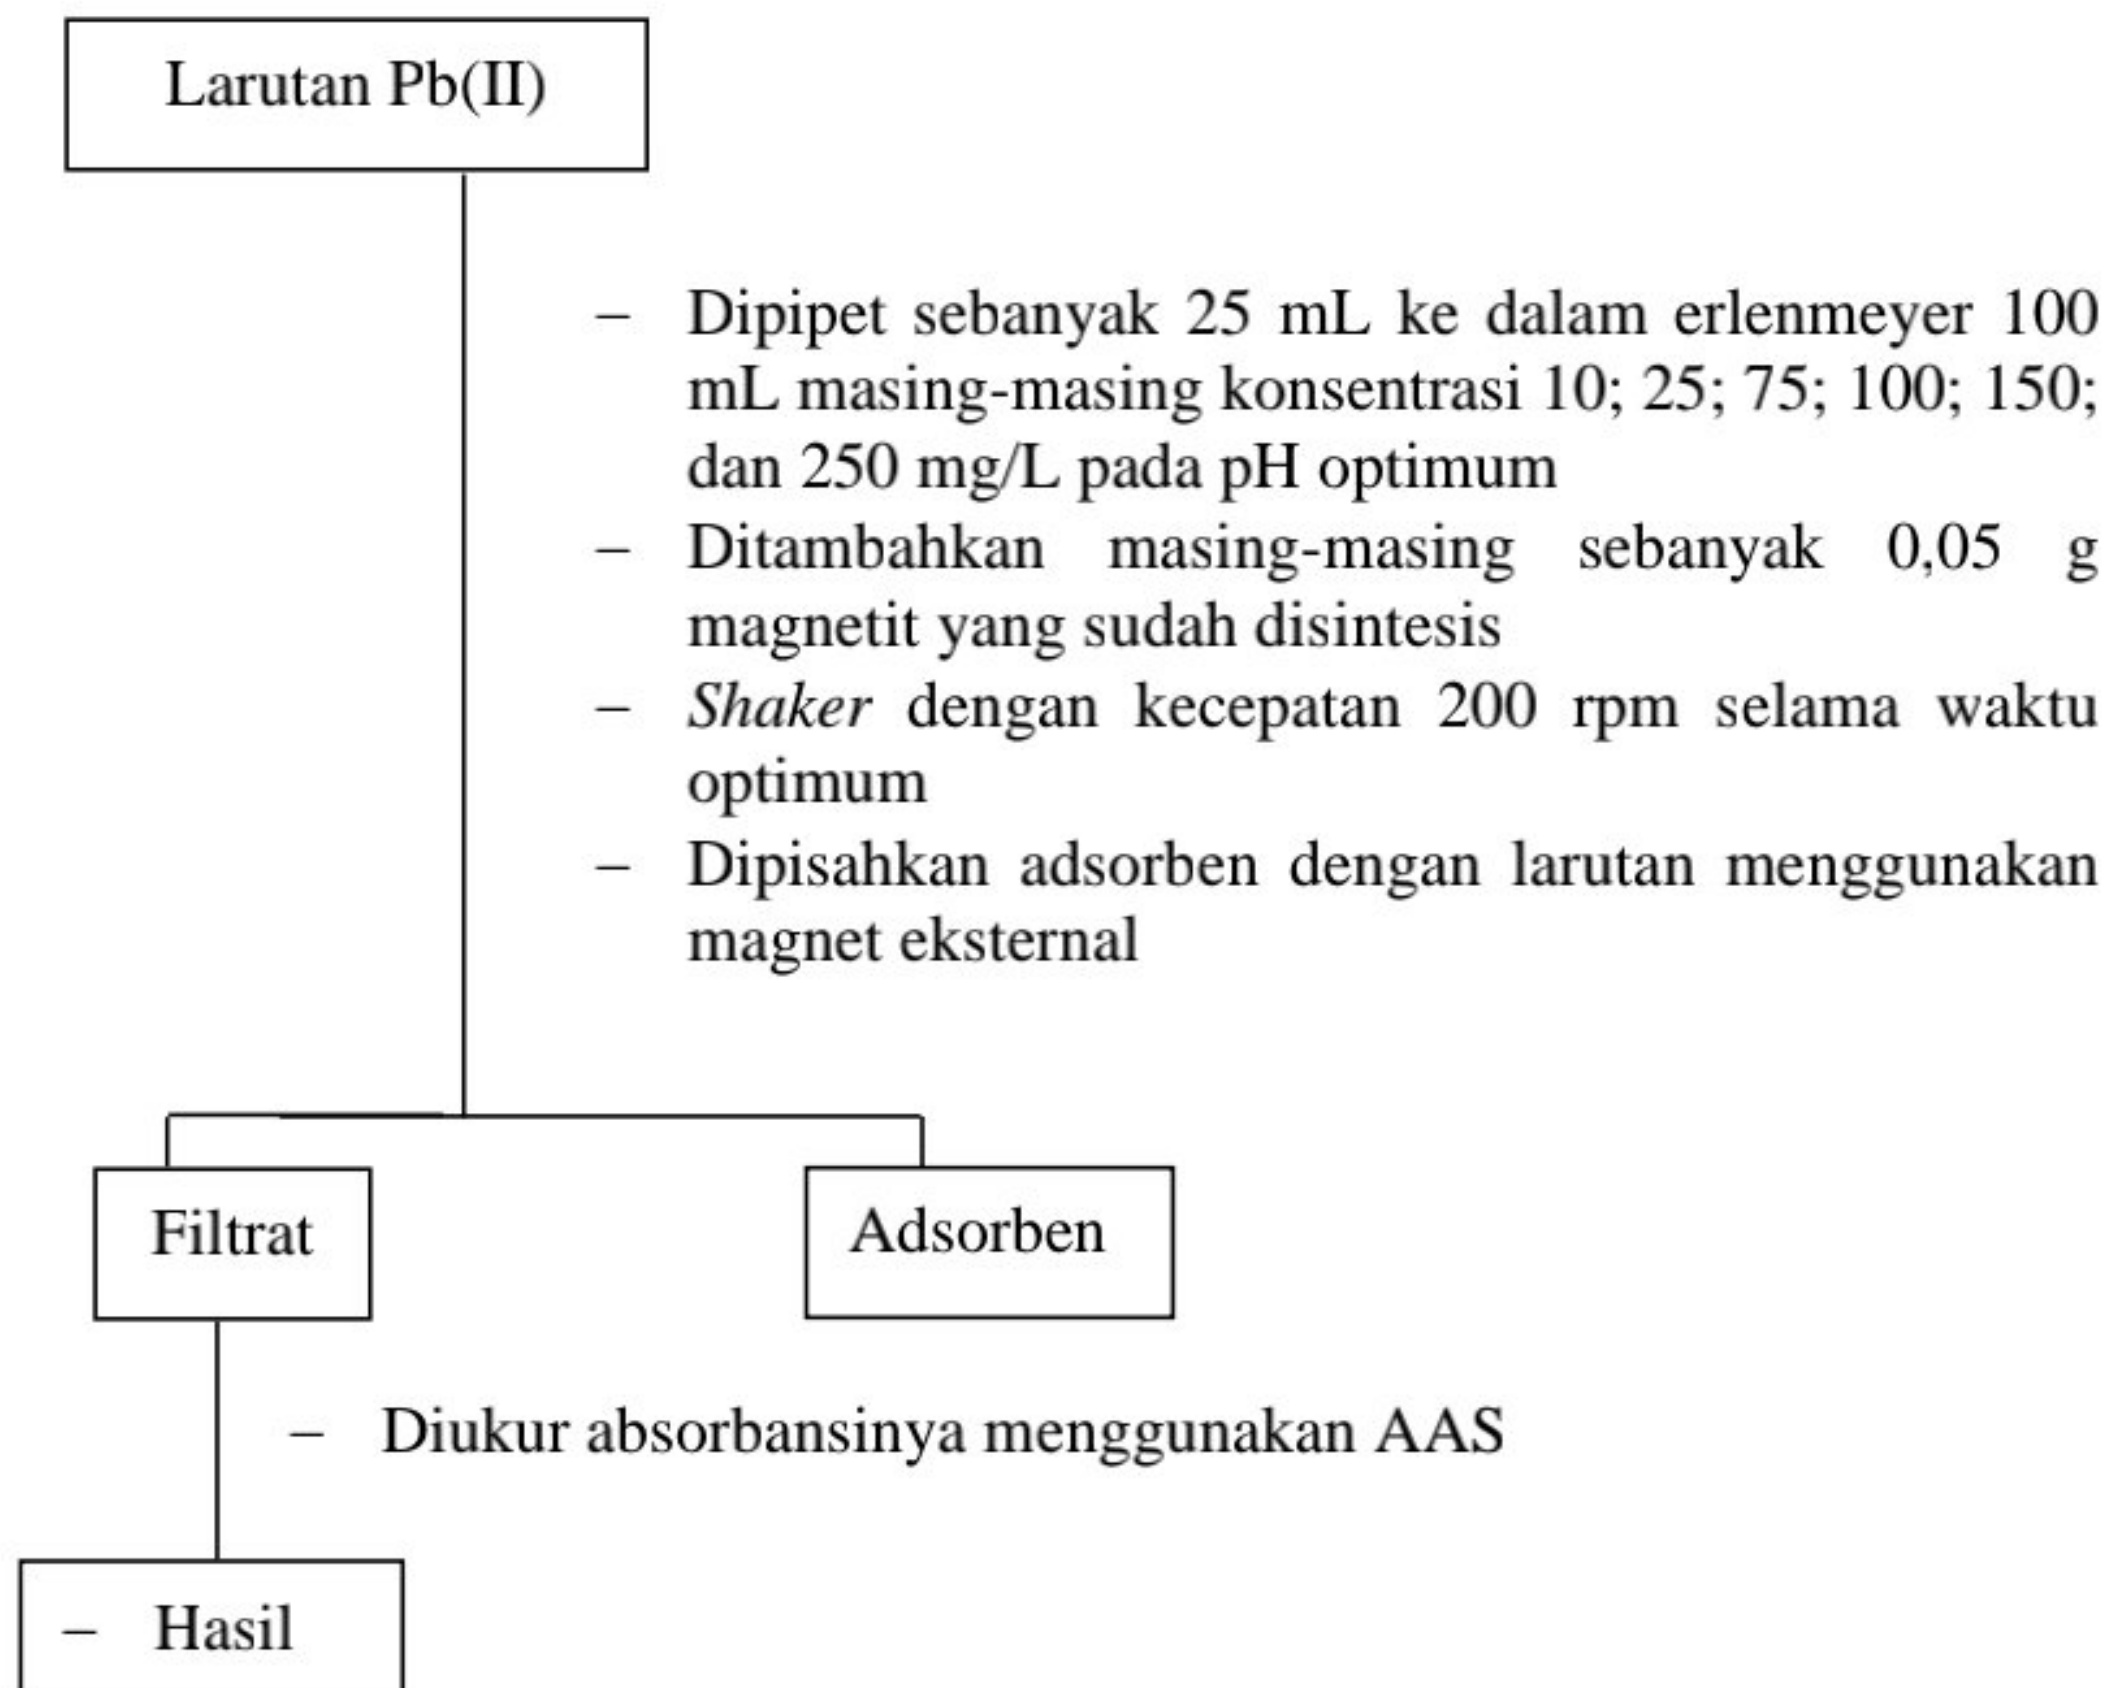 Larutan Pb(II)
– Dipipet sebanyak 25 mL ke dalam erlenmeyer 100
mL masing-masing konsentrasi 10; 25; 75; 100; 150;
dan 250 mg/L pada pH optimum
– Ditambahkan masing-masing sebanyak 0,05 g
magnetit yang sudah disintesis
– Shaker dengan kecepatan 200 rpm selama waktu
optimum
– Dipisahkan adsorben dengan larutan menggunakan
magnet eksternal
Filtrat
Adsorben
– Diukur absorbansinya menggunakan AAS
– Hasil